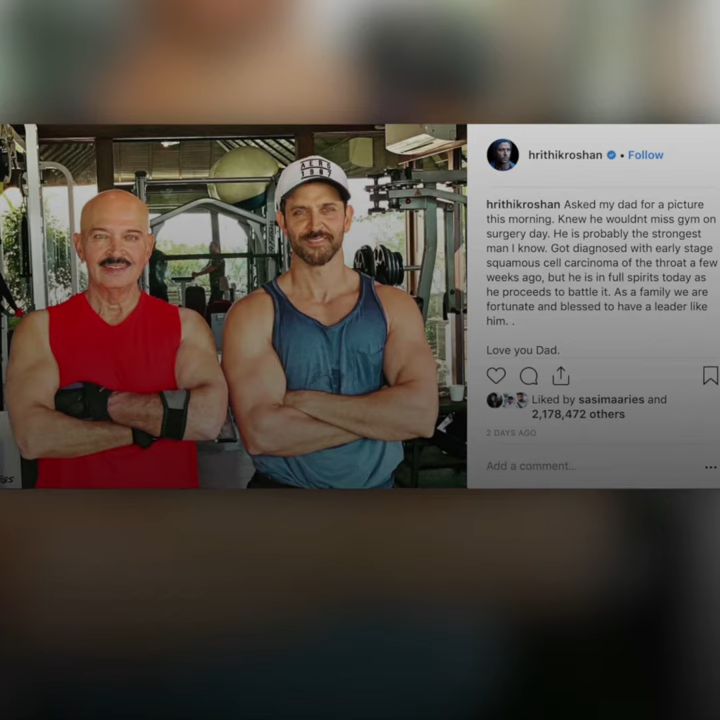 AERO
1987
hrithikroshan • Follow
hrithikroshan Asked my dad for a picture
this morning. Knew he wouldnt miss gym on
surgery day. He is probably the strongest
man I know. Got diagnosed with early stage
squamous cell carcinoma of the throat a few
weeks ago, but he is in full spirits today as
he proceeds to battle it. As a family we are
fortunate and blessed to have a leader like
him. .
Love you Dad.
Liked by sasimaaries and
2,178,472 others
2 DAYS AGO
Add a comment...